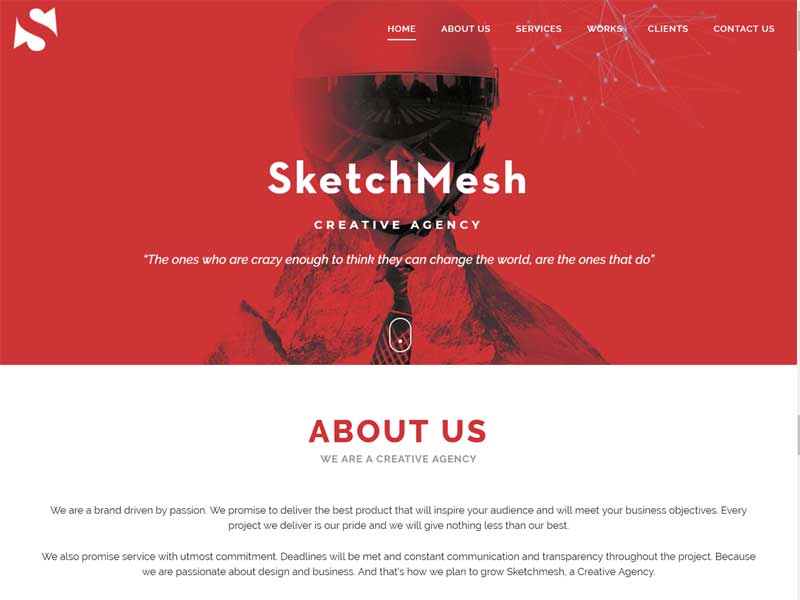 HOME ABOUT US SERVICES WORKS CLIENTS CONTACT US
SketchMesh
CREATIVE AGENCY
“The ones who are crazy enough to think they can change the world, are the ones that do”
ABOUT US
WE ARE A CREATIVE AGENCY
We are a brand driven by passion. We promise to deliver the best product that will inspire your audience and will meet your business objectives. Every
project we deliver is our pride and we will give nothing less than our best.
We also promise service with utmost commitment. Deadlines will be met and constant communication and transparency throughout the project. Because
we are passionate about design and business. And that's how we plan to grow Sketchmesh, a Creative Agency.